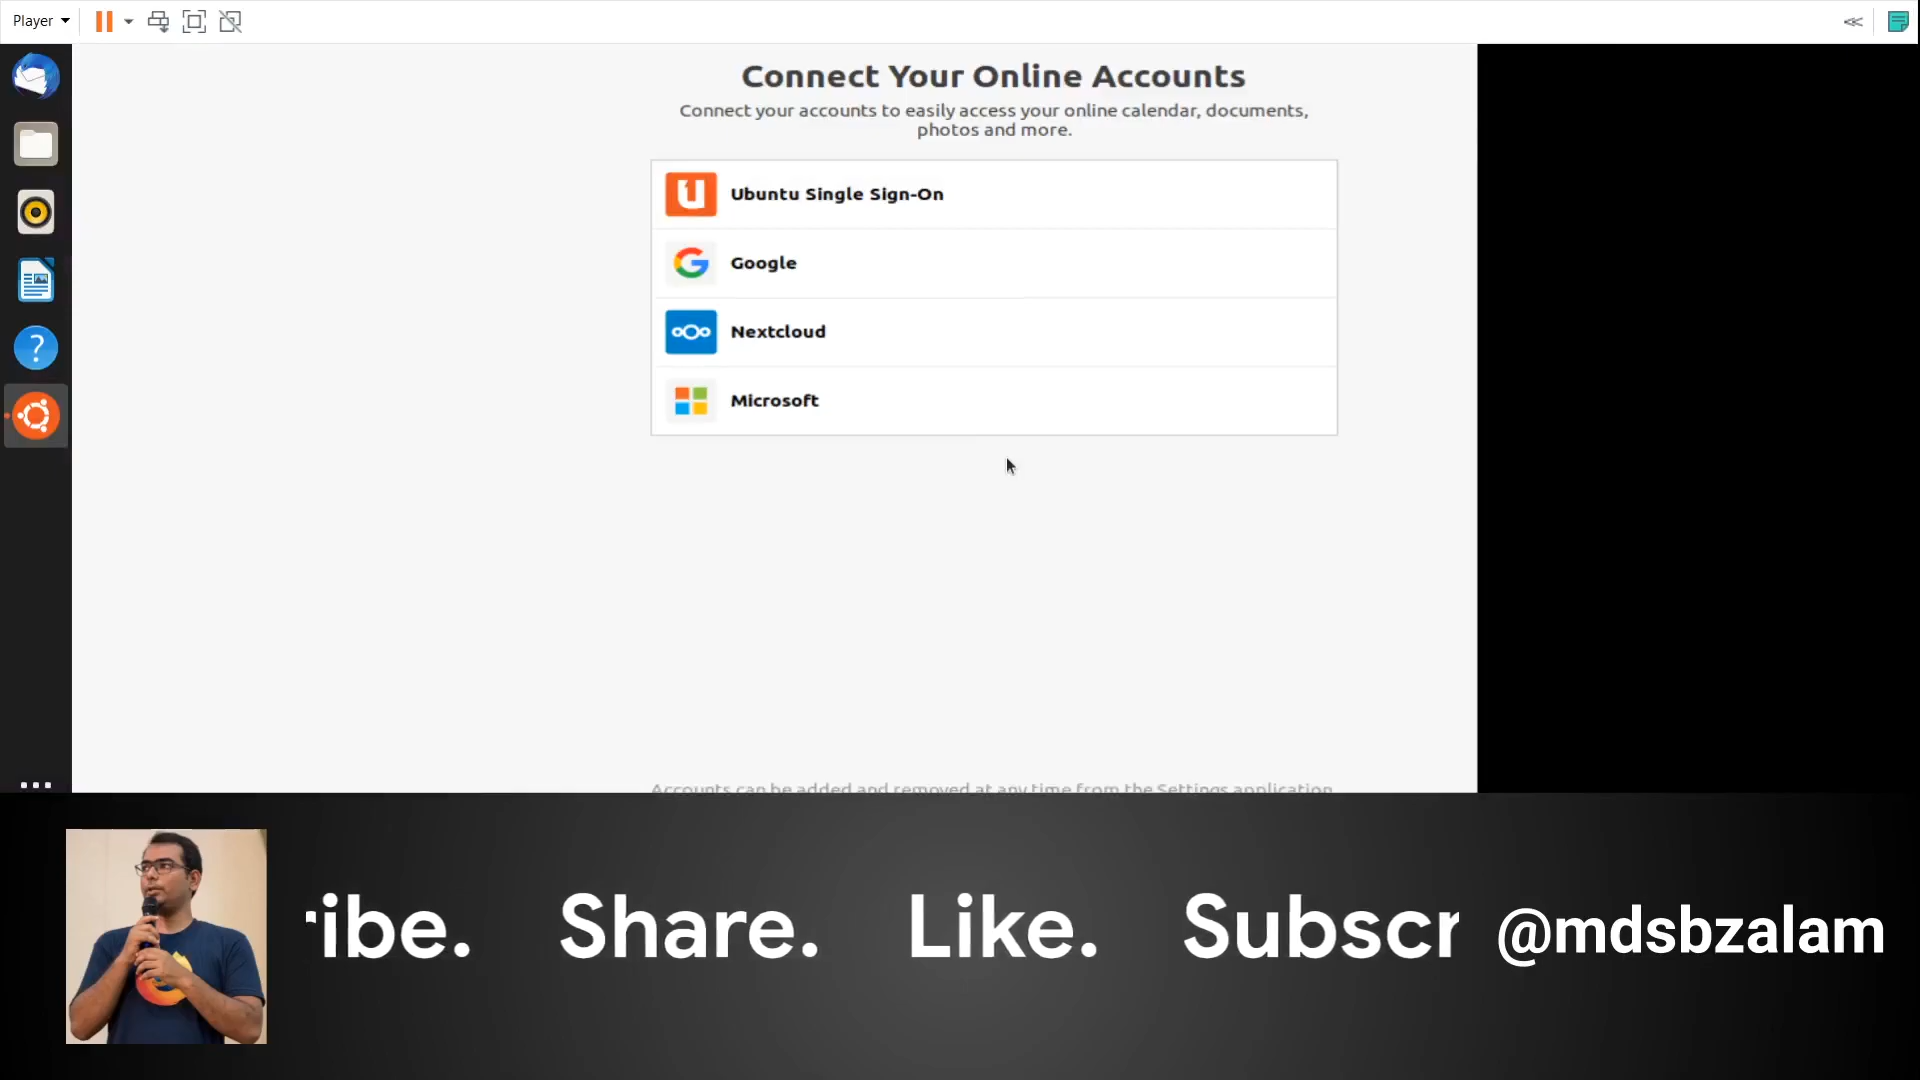 Player
Connect Your Online Accounts
Connect your accounts to easily access your online calendar, documents,
photos and more.
Ubuntu Single Sign-On
Google
Nextcloud
Microsoft
Accounts can be added and removed at any time from the Settings application.
ribe. Share. Like. Subscr
@mdsbzalam